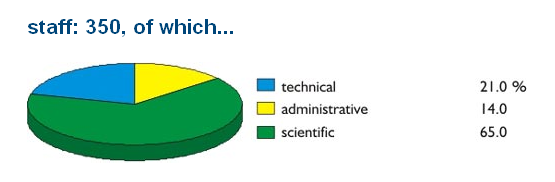 staff: 350, of which...
technical 21.0 %
administrative 14.0
scientific 65.0